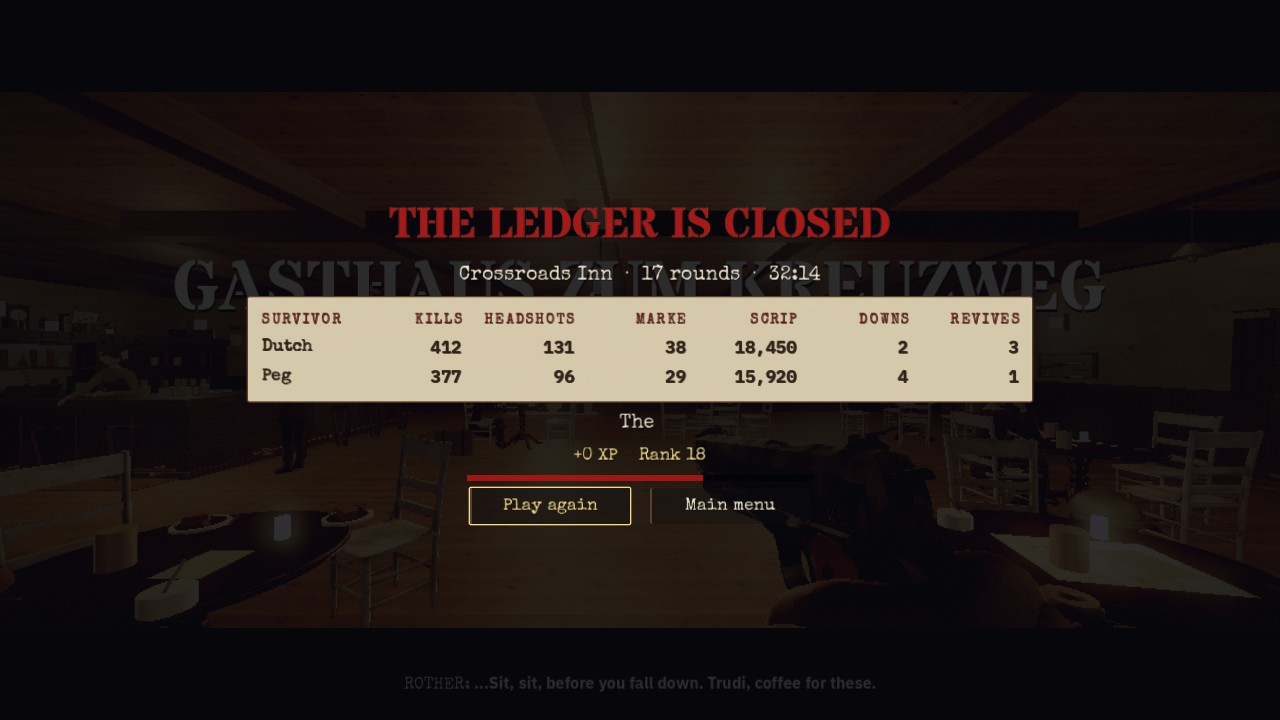 THE LEDGER IS CLOSED
GASTHAUS ZUM KREUZWEG
Crossroads Inn · 17 rounds · 32:14
SURVIVOR KILLS HEADSHOTS MARKE SCRIP DOWNS REVIVES
Dutch 412 131 38 18,450 2 3
Peg 377 96 29 15,920 4 1
The
+0 XP Rank 18
Play again Main menu
ROTHER: ...Sit, sit, before you fall down. Trudi, coffee for these.